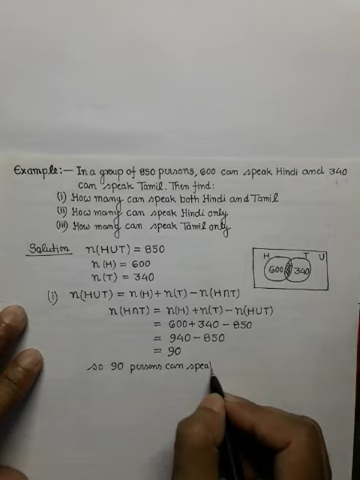 Example:— In a group of 850 persons, 600 can speak Hindi and 340
can speak Tamil. Then find:
(i) How many can speak both Hindi and Tamil
(ii) How many can speak Hindi only
(iii) How many can speak Tamil only
Solution n(HUT) = 850
n(H) = 600
n(T) = 340
H T U
600 340
(i) n(HUT) = n(H) + n(T) − n(H∩T)
n(H∩T) = n(H) + n(T) − n(HUT)
= 600 + 340 − 850
= 940 − 850
= 90
so 90 persons can spea